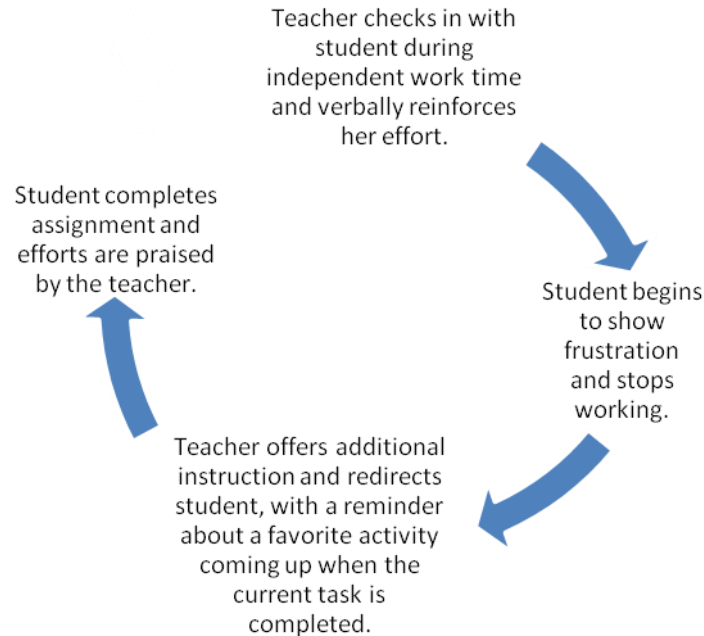 Teacher checks in with
student during
independent work time
and verbally reinforces
her effort.
Student begins
to show
frustration
and stops
working.
Teacher offers additional
instruction and redirects
student, with a reminder
about a favorite activity
coming up when the
current task is
completed.
Student completes
assignment and
efforts are praised
by the teacher.